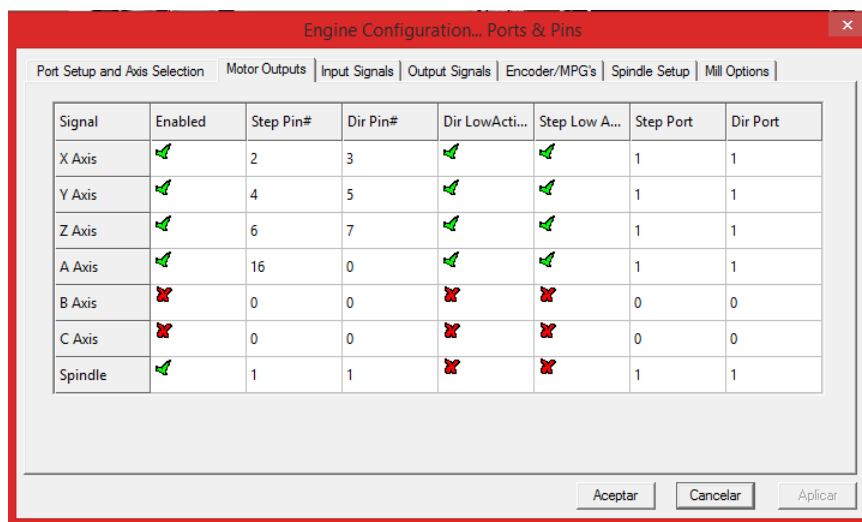 Engine Configuration... Ports & Pins
Port Setup and Axis Selection Motor Outputs Input Signals Output Signals Encoder/MPG's Spindle Setup Mill Options
Signal Enabled Step Pin# Dir Pin# Dir LowActi... Step Low A... Step Port Dir Port
X Axis 2 3 1 1
Y Axis 4 5 1 1
Z Axis 6 7 1 1
A Axis 16 0 1 1
B Axis 0 0 0 0
C Axis 0 0 0 0
Spindle 1 1 1 1
Aceptar Cancelar Aplicar